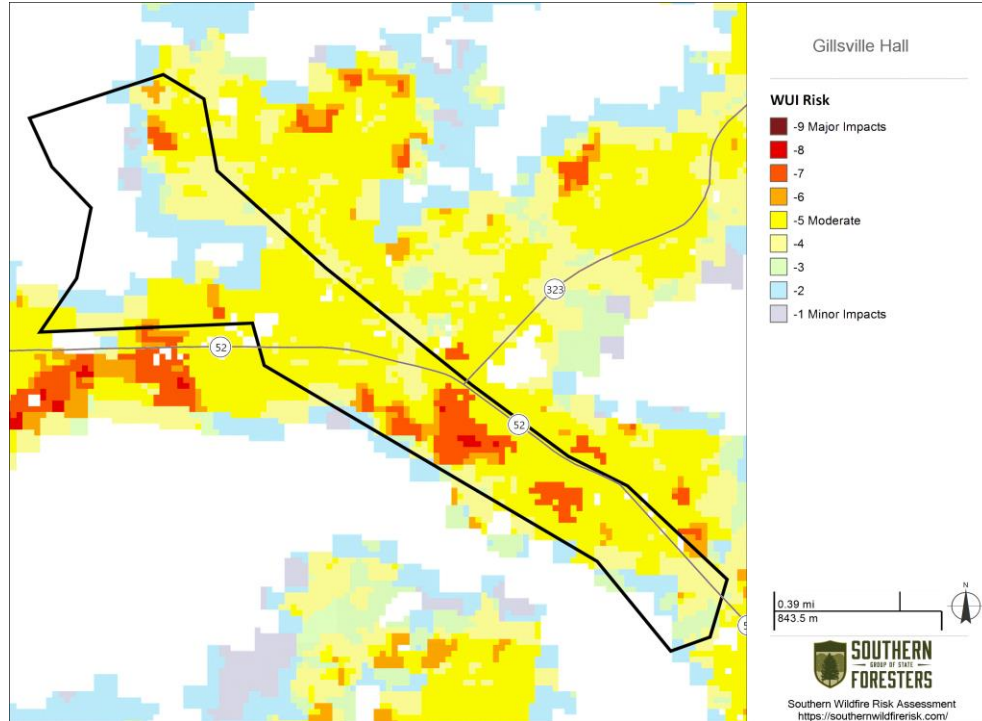 Gillsville Hall
WUI Risk
-9 Major Impacts
-8
-7
-6
-5 Moderate
-4
-3
-2
-1 Minor Impacts
323
52
52
5
N
0.39 mi
843.5 m
SOUTHERN
GROUP OF STATE
FORESTERS
Southern Wildfire Risk Assessment
https://southernwildfirerisk.com/